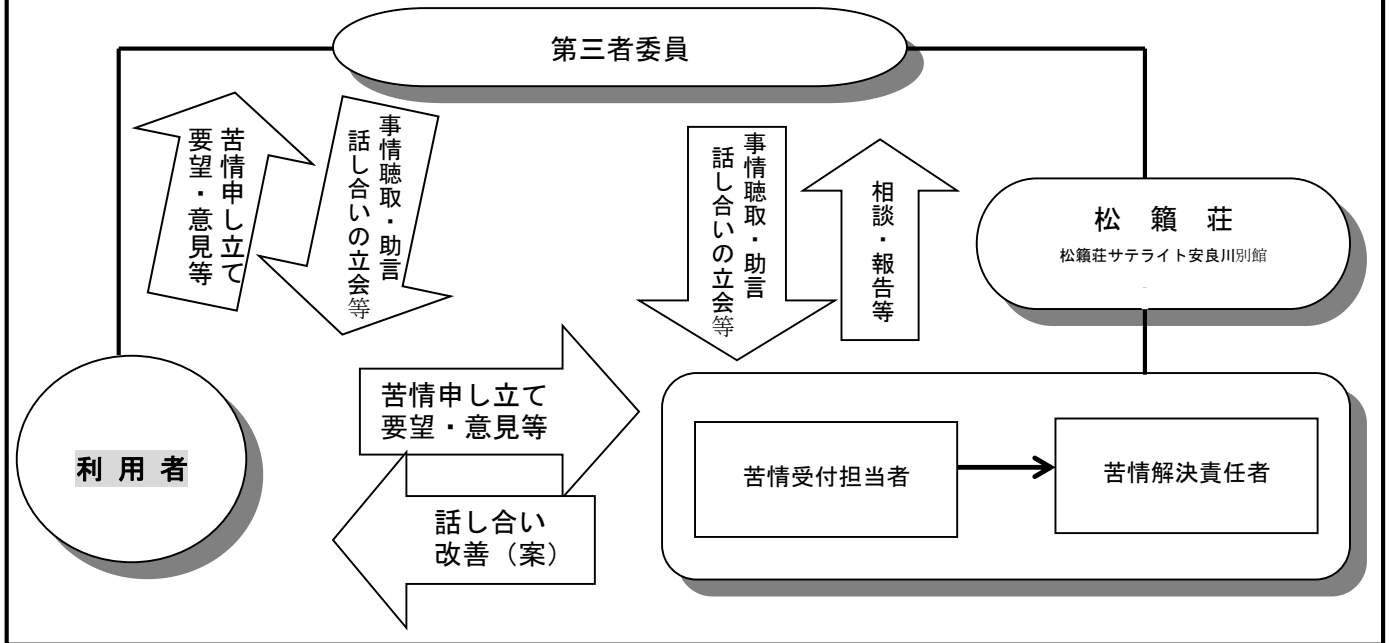 第三者委員
苦情申し立て
要望・意見等
事情聴取・助言
話し合いの立会等
事情聴取・助言
話し合いの立会等
相談・報告等
松　籟　荘
松籟荘サテライト安良川別館
苦情申し立て
要望・意見等
利 用 者
苦情受付担当者
苦情解決責任者
話し合い
改善（案）